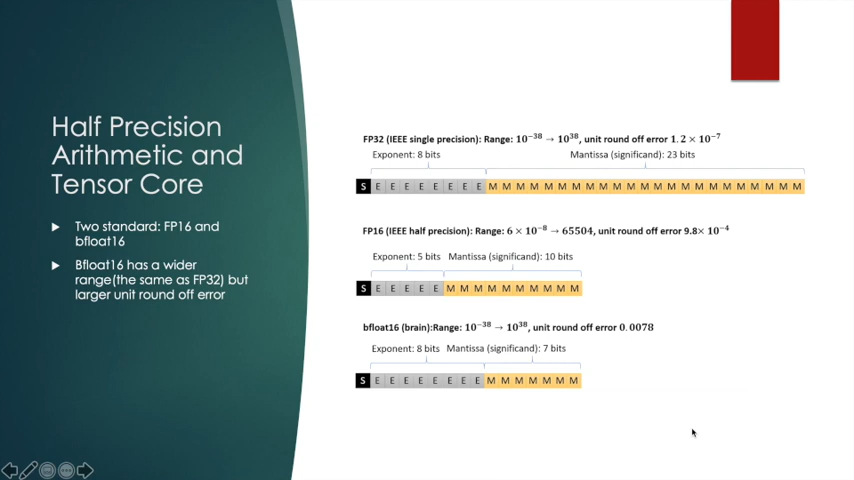 Half Precision
Arithmetic and
Tensor Core
Two standard: FP16 and
bfloat16
Bfloat16 has a wider
range(the same as FP32) but
larger unit round off error
FP32 (IEEE single precision): Range: 10⁻³⁸ → 10³⁸, unit round off error 1.2 × 10⁻⁷
Exponent: 8 bits Mantissa (significand): 23 bits
S E E E E E E E E M M M M M M M M M M M M M M M M M M M M M M M
FP16 (IEEE half precision): Range: 6 × 10⁻⁸ → 65504, unit round off error 9.8× 10⁻⁴
Exponent: 5 bits Mantissa (significand): 10 bits
S E E E E E M M M M M M M M M M
bfloat16 (brain):Range: 10⁻³⁸ → 10³⁸, unit round off error 0.0078
Exponent: 8 bits Mantissa (significand): 7 bits
S E E E E E E E E M M M M M M M